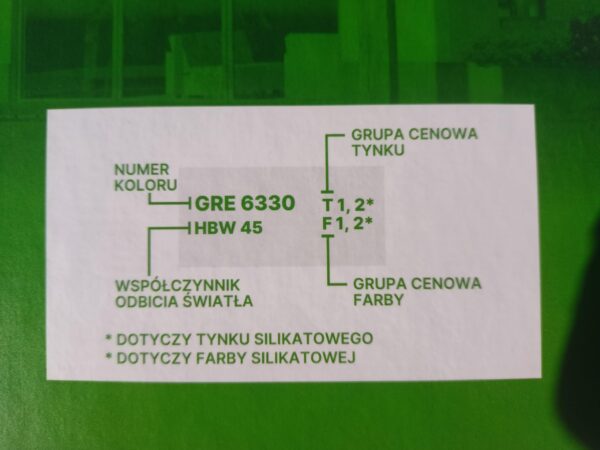 GRUPA CENOWA
TYNKU
NUMER
KOLORU
GRE 6330
T 1, 2*
HBW 45
F 1, 2*
WSPÓŁCZYNNIK
ODBICIA ŚWIATŁA
GRUPA CENOWA
FARBY
* DOTYCZY TYNKU SILIKATOWEGO
* DOTYCZY FARBY SILIKATOWEJ